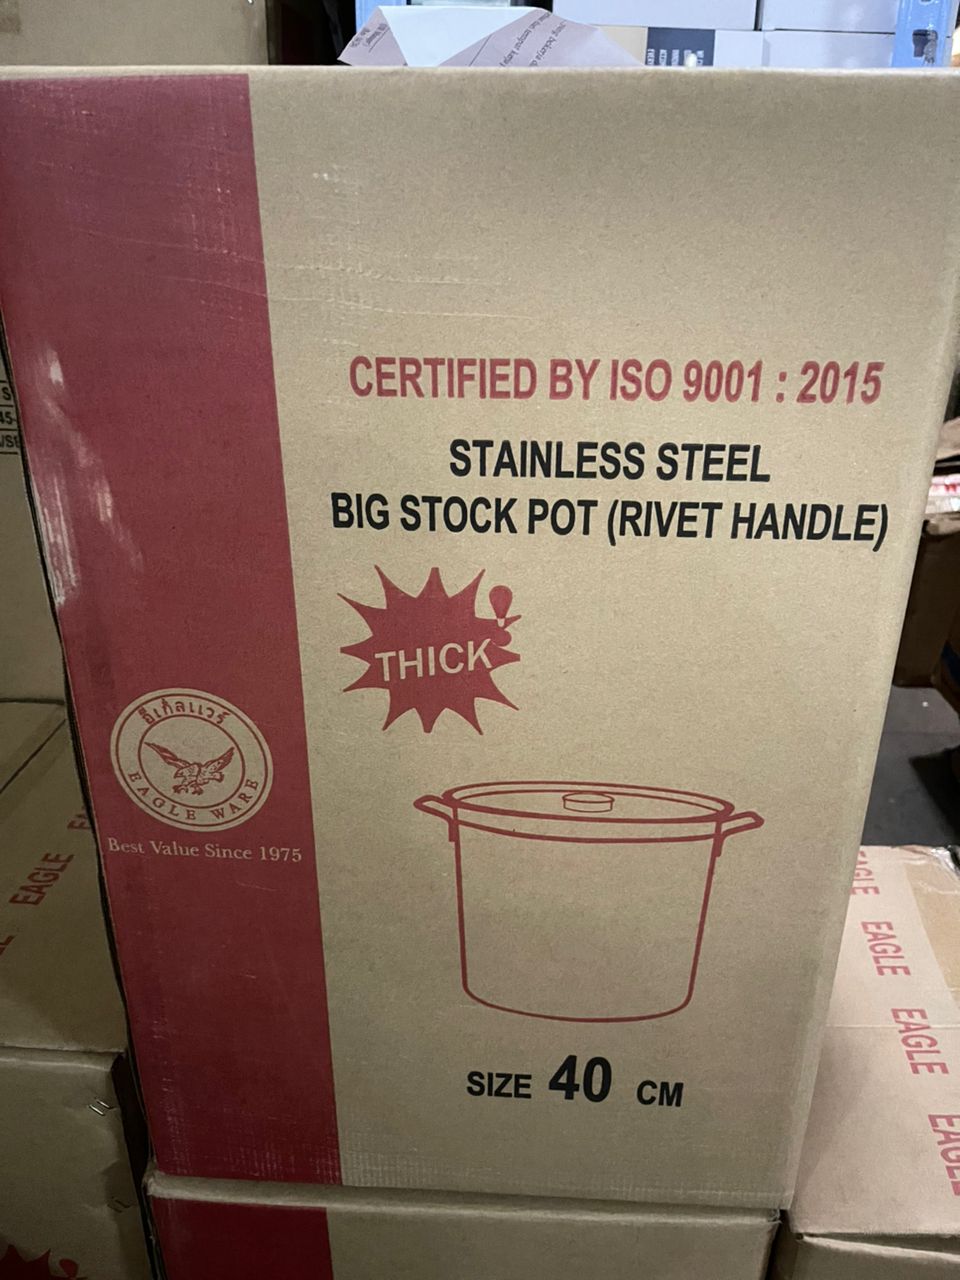 CERTIFIED BY ISO 9001 : 2015
STAINLESS STEEL
BIG STOCK POT (RIVET HANDLE)
THICK!
อีเกิลแวร์
EAGLE WARE
Best Value Since 1975
SIZE 40 CM
EAGLE
EAGLE
EAGLE
EAGLE